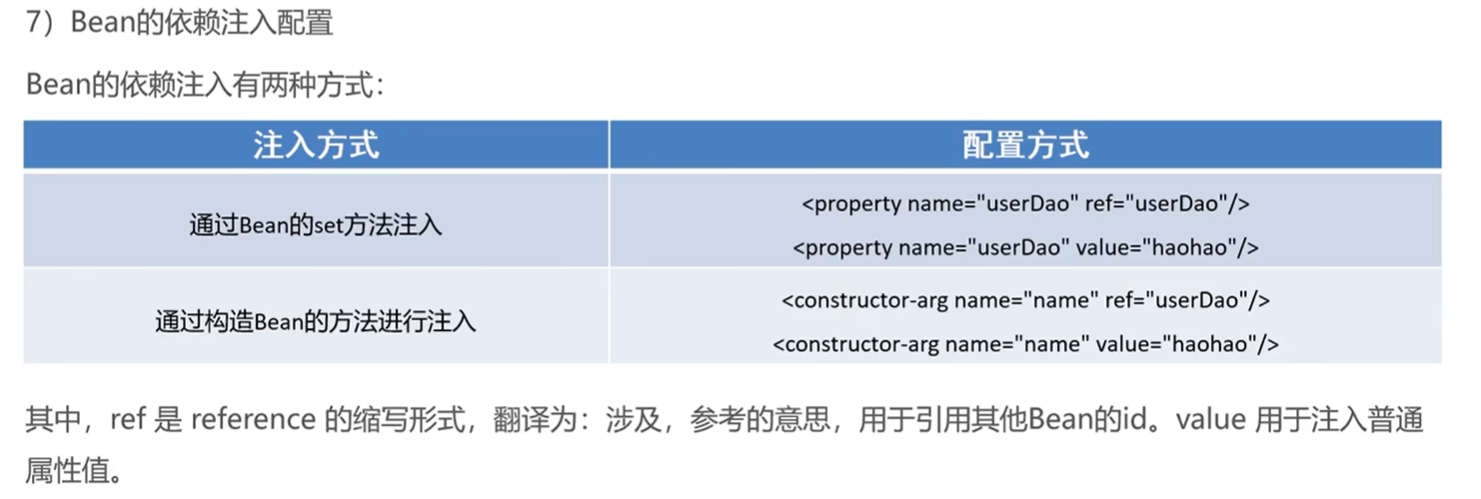 7）Bean的依赖注入配置
Bean的依赖注入有两种方式：
注入方式 配置方式
通过Bean的set方法注入
<property name="userDao" ref="userDao"/>
<property name="userDao" value="haohao"/>
通过构造Bean的方法进行注入
<constructor-arg name="name" ref="userDao"/>
<constructor-arg name="name" value="haohao"/>
其中，ref 是 reference 的缩写形式，翻译为：涉及，参考的意思，用于引用其他Bean的id。value 用于注入普通
属性值。